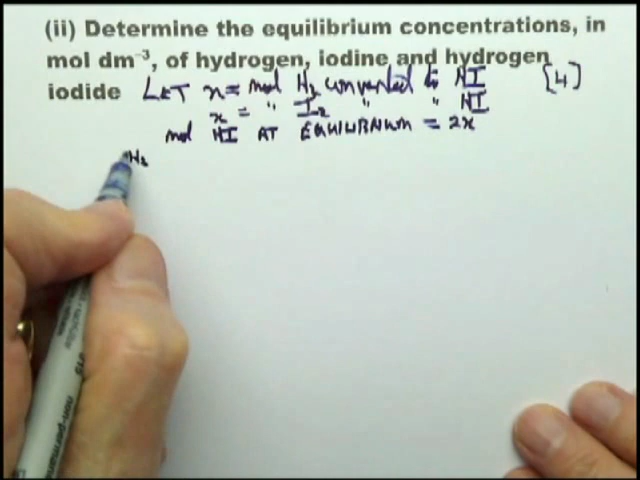 (ii) Determine the equilibrium concentrations, in
mol dm⁻³, of hydrogen, iodine and hydrogen
iodide LET x = mol H₂ converted to HI [4]
x = " I₂ " " HI
mol HI AT EQUILIBRIUM = 2x
H₂